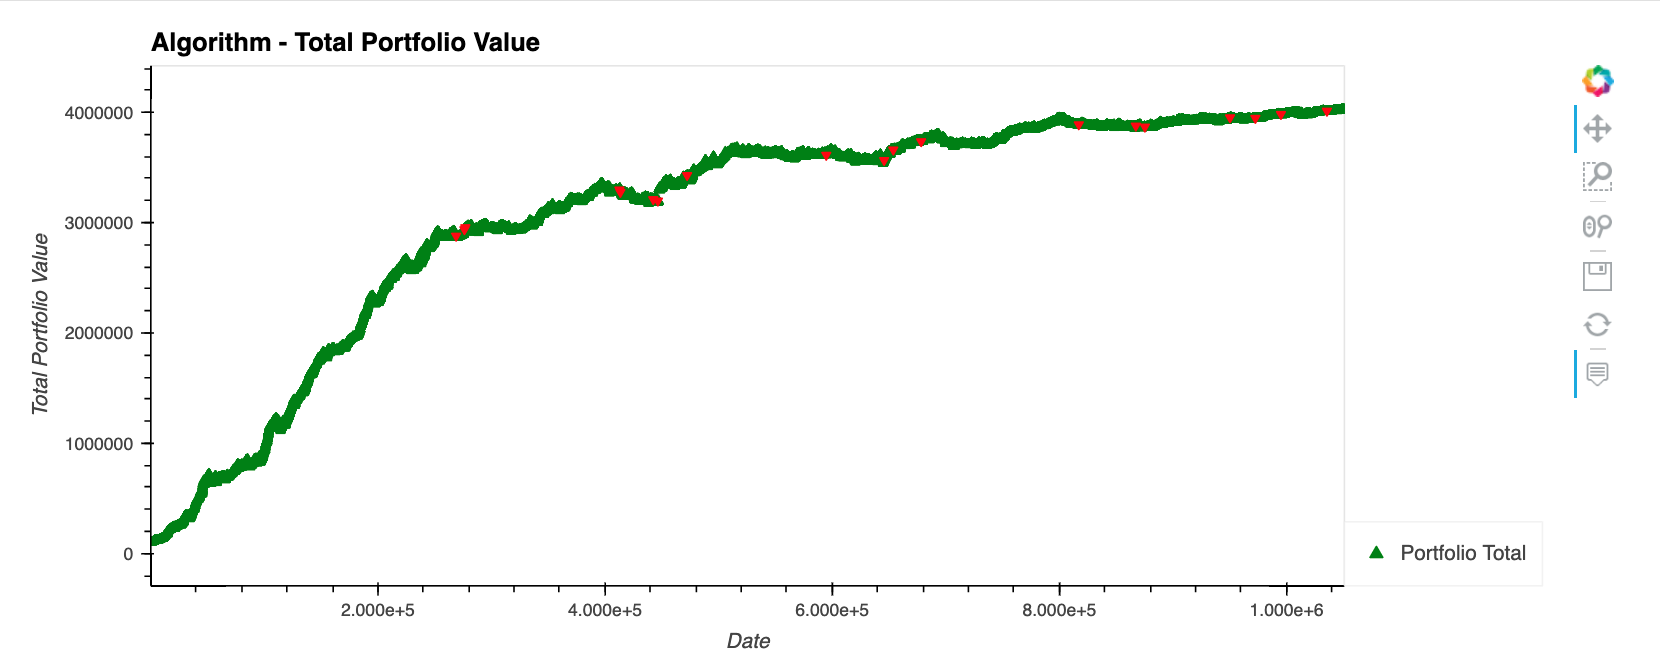 Algorithm - Total Portfolio Value
4000000
3000000
2000000
1000000
0
Total Portfolio Value
2.000e+5 4.000e+5 6.000e+5 8.000e+5 1.000e+6
Date
Portfolio Total